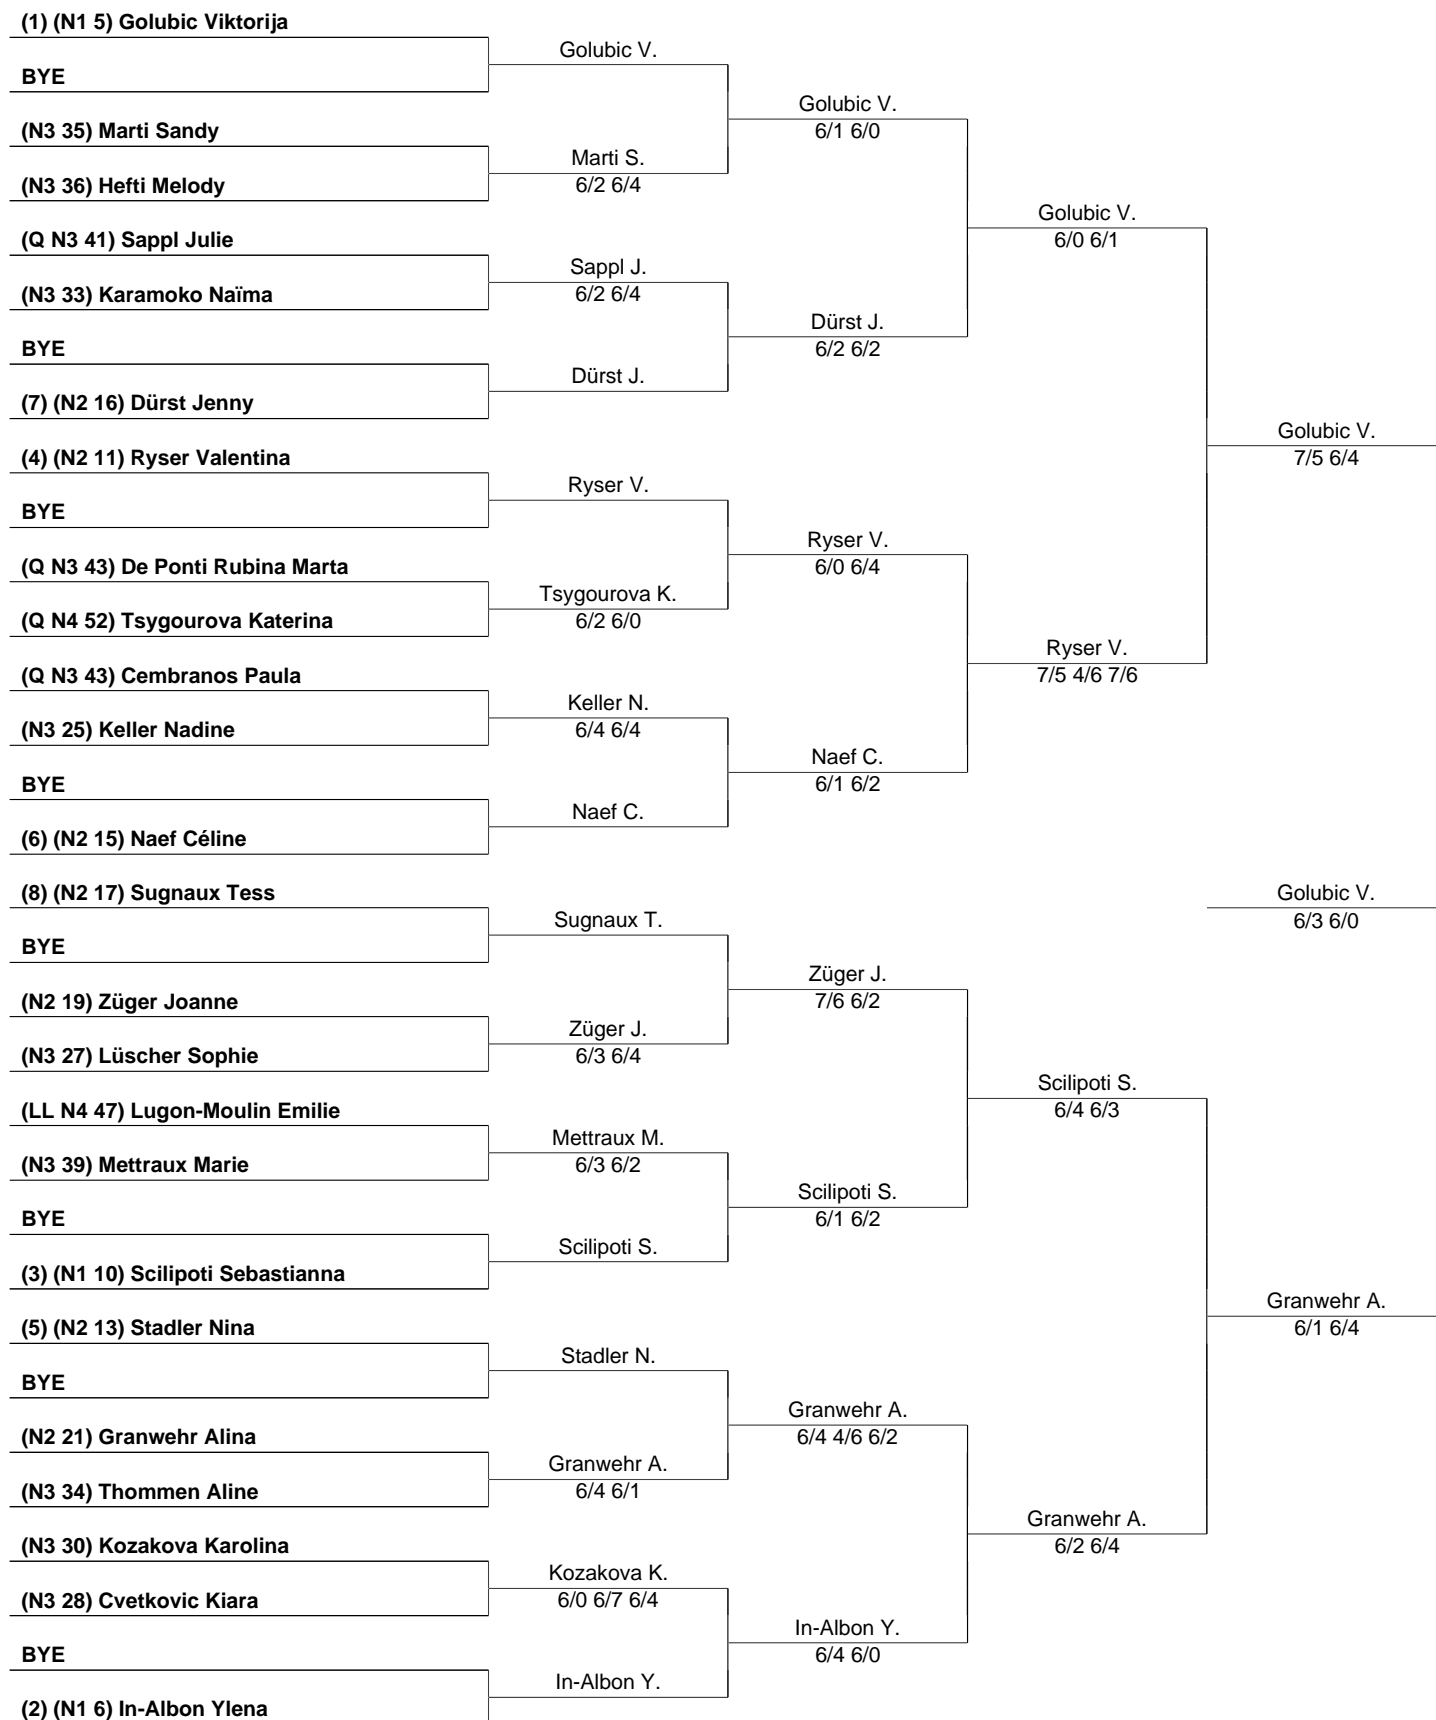 (1) (N1 5) Golubic Viktorija
BYE
(N3 35) Marti Sandy
(N3 36) Hefti Melody
(Q N3 41) Sappl Julie
(N3 33) Karamoko Naïma
BYE
(7) (N2 16) Dürst Jenny
(4) (N2 11) Ryser Valentina
BYE
(Q N3 43) De Ponti Rubina Marta
(Q N4 52) Tsygourova Katerina
(Q N3 43) Cembranos Paula
(N3 25) Keller Nadine
BYE
(6) (N2 15) Naef Céline
(8) (N2 17) Sugnaux Tess
BYE
(N2 19) Züger Joanne
(N3 27) Lüscher Sophie
(LL N4 47) Lugon-Moulin Emilie
(N3 39) Mettraux Marie
BYE
(3) (N1 10) Scilipoti Sebastianna
(5) (N2 13) Stadler Nina
BYE
(N2 21) Granwehr Alina
(N3 34) Thommen Aline
(N3 30) Kozakova Karolina
(N3 28) Cvetkovic Kiara
BYE
(2) (N1 6) In-Albon Ylena
Golubic V.
Marti S.
6/2 6/4
Sappl J.
6/2 6/4
Dürst J.
Ryser V.
Tsygourova K.
6/2 6/0
Keller N.
6/4 6/4
Naef C.
Sugnaux T.
Züger J.
6/3 6/4
Mettraux M.
6/3 6/2
Scilipoti S.
Stadler N.
Granwehr A.
6/4 6/1
Kozakova K.
6/0 6/7 6/4
In-Albon Y.
Golubic V.
6/1 6/0
Dürst J.
6/2 6/2
Ryser V.
6/0 6/4
Naef C.
6/1 6/2
Züger J.
7/6 6/2
Scilipoti S.
6/1 6/2
Granwehr A.
6/4 4/6 6/2
In-Albon Y.
6/4 6/0
Golubic V.
6/0 6/1
Ryser V.
7/5 4/6 7/6
Scilipoti S.
6/4 6/3
Granwehr A.
6/2 6/4
Golubic V.
7/5 6/4
Golubic V.
6/3 6/0
Granwehr A.
6/1 6/4